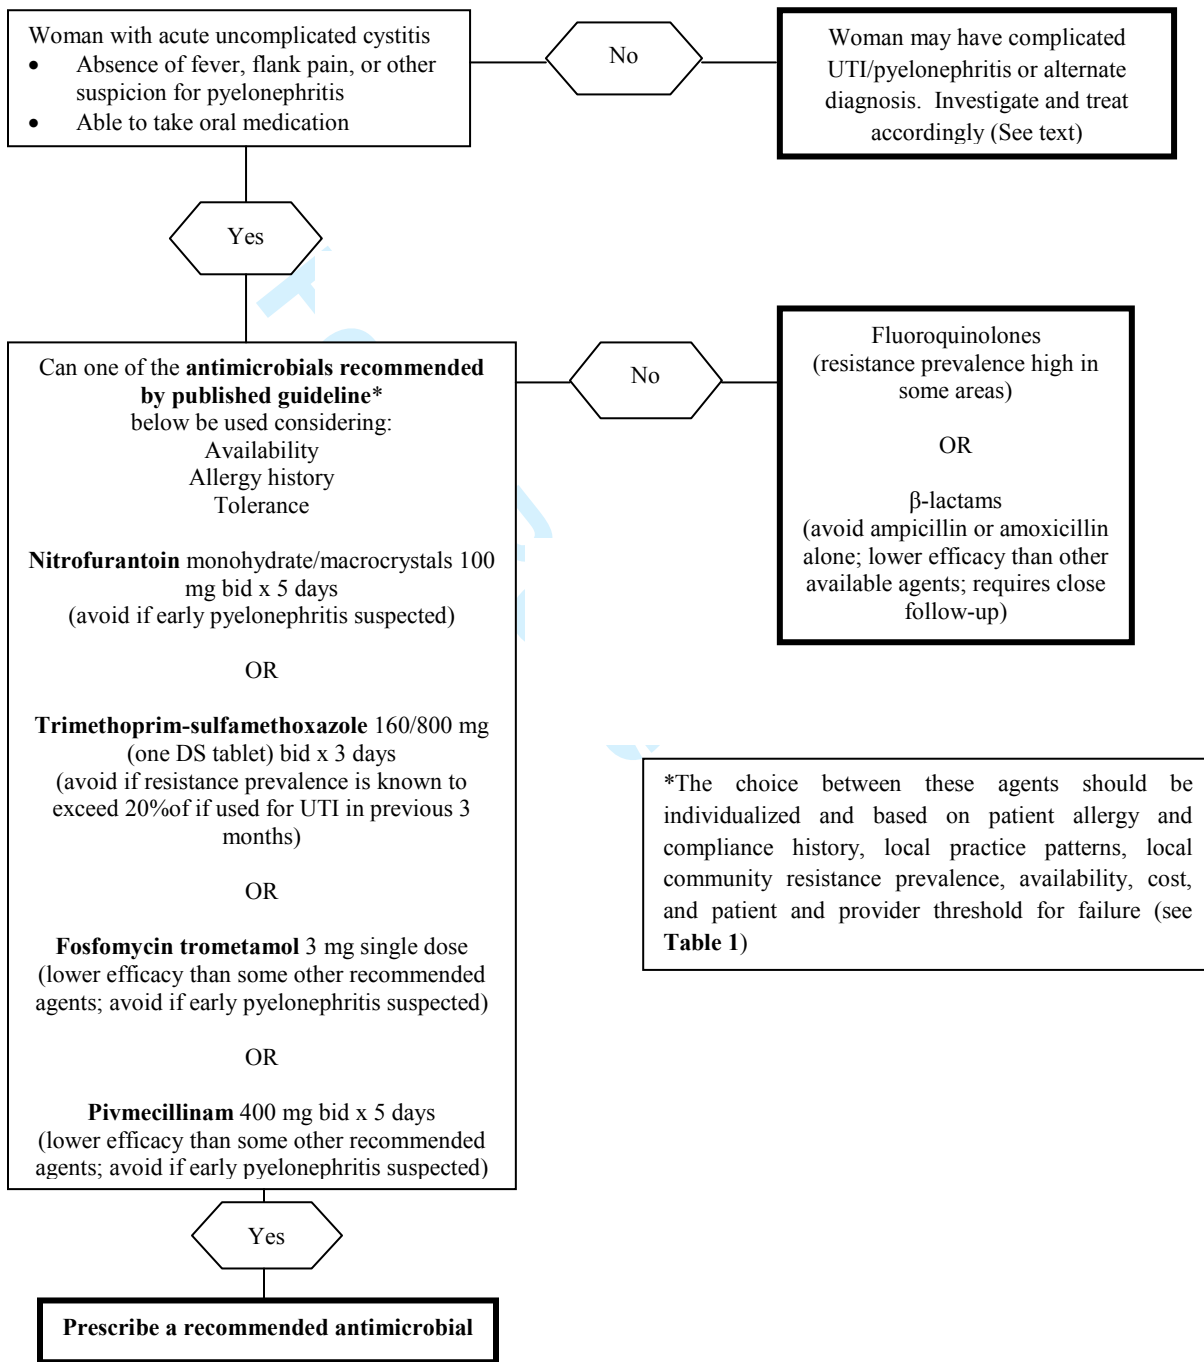 Woman with acute uncomplicated cystitis
• Absence of fever, flank pain, or other
suspicion for pyelonephritis
• Able to take oral medication
No
Woman may have complicated
UTI/pyelonephritis or alternate
diagnosis. Investigate and treat
accordingly (See text)
Yes
Can one of the antimicrobials recommended
by published guideline*
below be used considering:
Availability
Allergy history
Tolerance
Nitrofurantoin monohydrate/macrocrystals 100
mg bid x 5 days
(avoid if early pyelonephritis suspected)
OR
Trimethoprim-sulfamethoxazole 160/800 mg
(one DS tablet) bid x 3 days
(avoid if resistance prevalence is known to
exceed 20%of if used for UTI in previous 3
months)
OR
Fosfomycin trometamol 3 mg single dose
(lower efficacy than some other recommended
agents; avoid if early pyelonephritis suspected)
OR
Pivmecillinam 400 mg bid x 5 days
(lower efficacy than some other recommended
agents; avoid if early pyelonephritis suspected)
No
Fluoroquinolones
(resistance prevalence high in
some areas)
OR
β-lactams
(avoid ampicillin or amoxicillin
alone; lower efficacy than other
available agents; requires close
follow-up)
*The choice between these agents should be
individualized and based on patient allergy and
compliance history, local practice patterns, local
community resistance prevalence, availability, cost,
and patient and provider threshold for failure (see
Table 1)
Yes
Prescribe a recommended antimicrobial